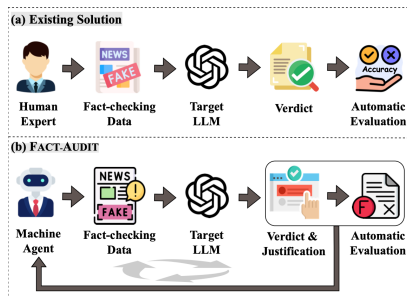 (a) Existing Solution
NEWS
FAKE
Accuracy
Human Expert
Fact-checking Data
Target LLM
Verdict
Automatic Evaluation
(b) FACT-AUDIT
NEWS
FAKE
F
Machine Agent
Fact-checking Data
Target LLM
Verdict & Justification
Automatic Evaluation